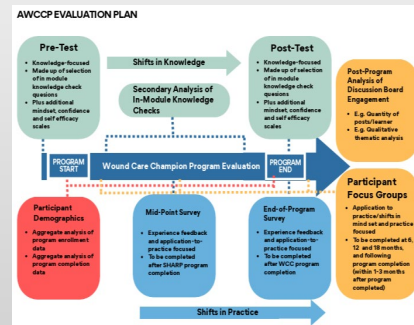 AWCCP EVALUATION PLAN
Pre-Test
• Knowledge-focused
• Made up of selection
of in module
knowledge check
quesions
• Plus additional
mindset, confidence
and self efficacy
scales
Shifts in Knowledge
Secondary Analysis of
In-Module Knowledge
Checks
Post-Test
• Knowledge-focused
• Made up of selection
of in module
knowledge check
questions
• Plus additional
mindset, confidence
and self efficacy
scales
Post-Program
Analysis of
Discussion Board
Engagement
• E.g. Quantity of
posts/learner
• E.g. Qualitative
thematic analysis
PROGRAM
START
Wound Care Champion Program Evaluation
PROGRAM
END
Participant
Demographics
• Aggregate analysis of
program enrollment
data
• Aggregate analysis of
program completion
data
Mid-Point Survey
• Experience feedback
and application-to-
practice focused
• To be completed
after SHARP program
completion
End-of-Program
Survey
• Experience feedback
and application-to-
practice focused
• To be completed
after WCC program
completion
Participant
Focus Groups
• Application to
practice/shifts in
mind set and practice
focused
• To be completed at 6,
12 and 18 months, and
following program
completion (within
1-3 months after
program completed)
Shifts in Practice